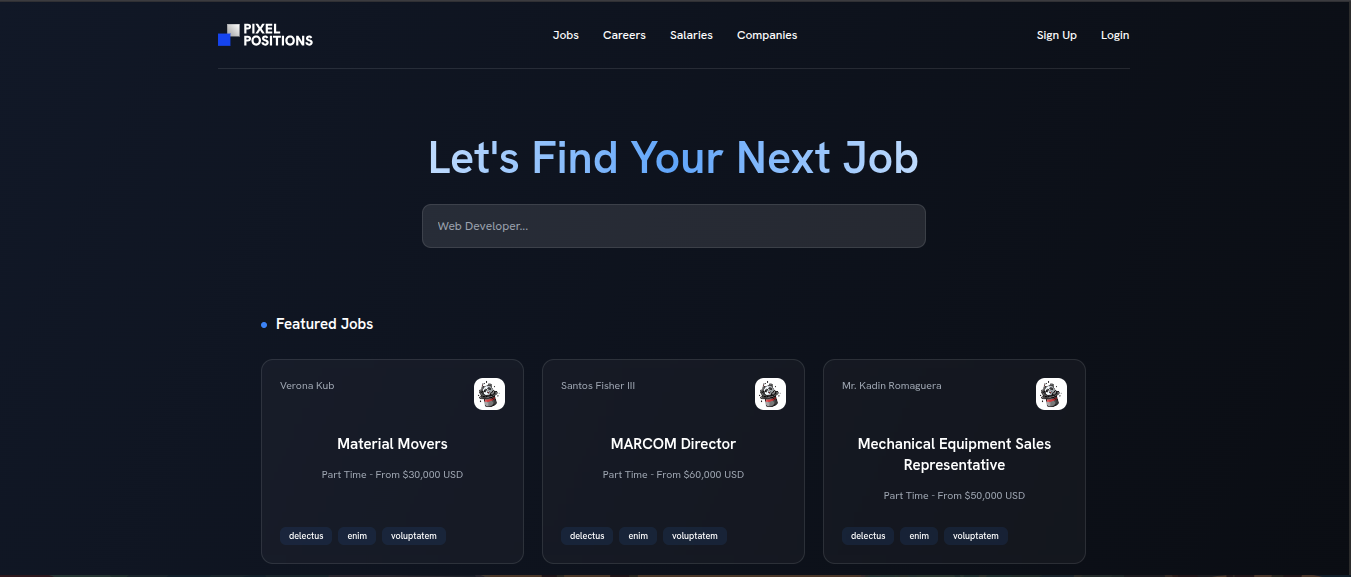 PIXEL
POSITIONS
Jobs Careers Salaries Companies
Sign Up Login
Let's Find Your Next Job
Web Developer...
Featured Jobs
Verona Kub
Material Movers
Part Time - From $30,000 USD
delectus enim voluptatem
Santos Fisher III
MARCOM Director
Part Time - From $60,000 USD
delectus enim voluptatem
Mr. Kadin Romaguera
Mechanical Equipment Sales
Representative
Part Time - From $50,000 USD
delectus enim voluptatem